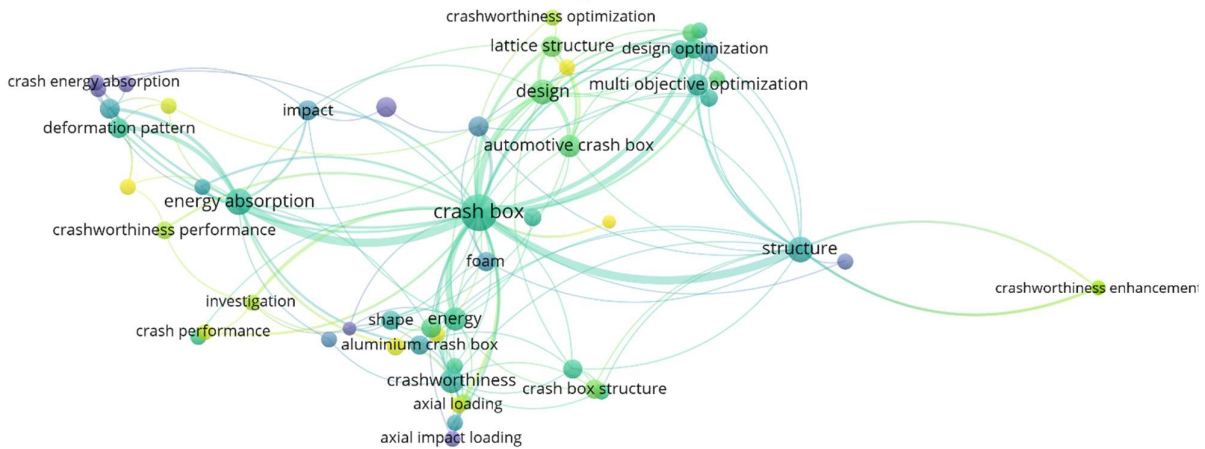 crashworthiness optimization
lattice structure
design optimization
crash energy absorption
design
multi objective optimization
impact
deformation pattern
automotive crash box
energy absorption
crash box
crashworthiness performance
structure
foam
crashworthiness enhancement
investigation
shape
energy
crash performance
aluminium crash box
crashworthiness
crash box structure
axial loading
axial impact loading